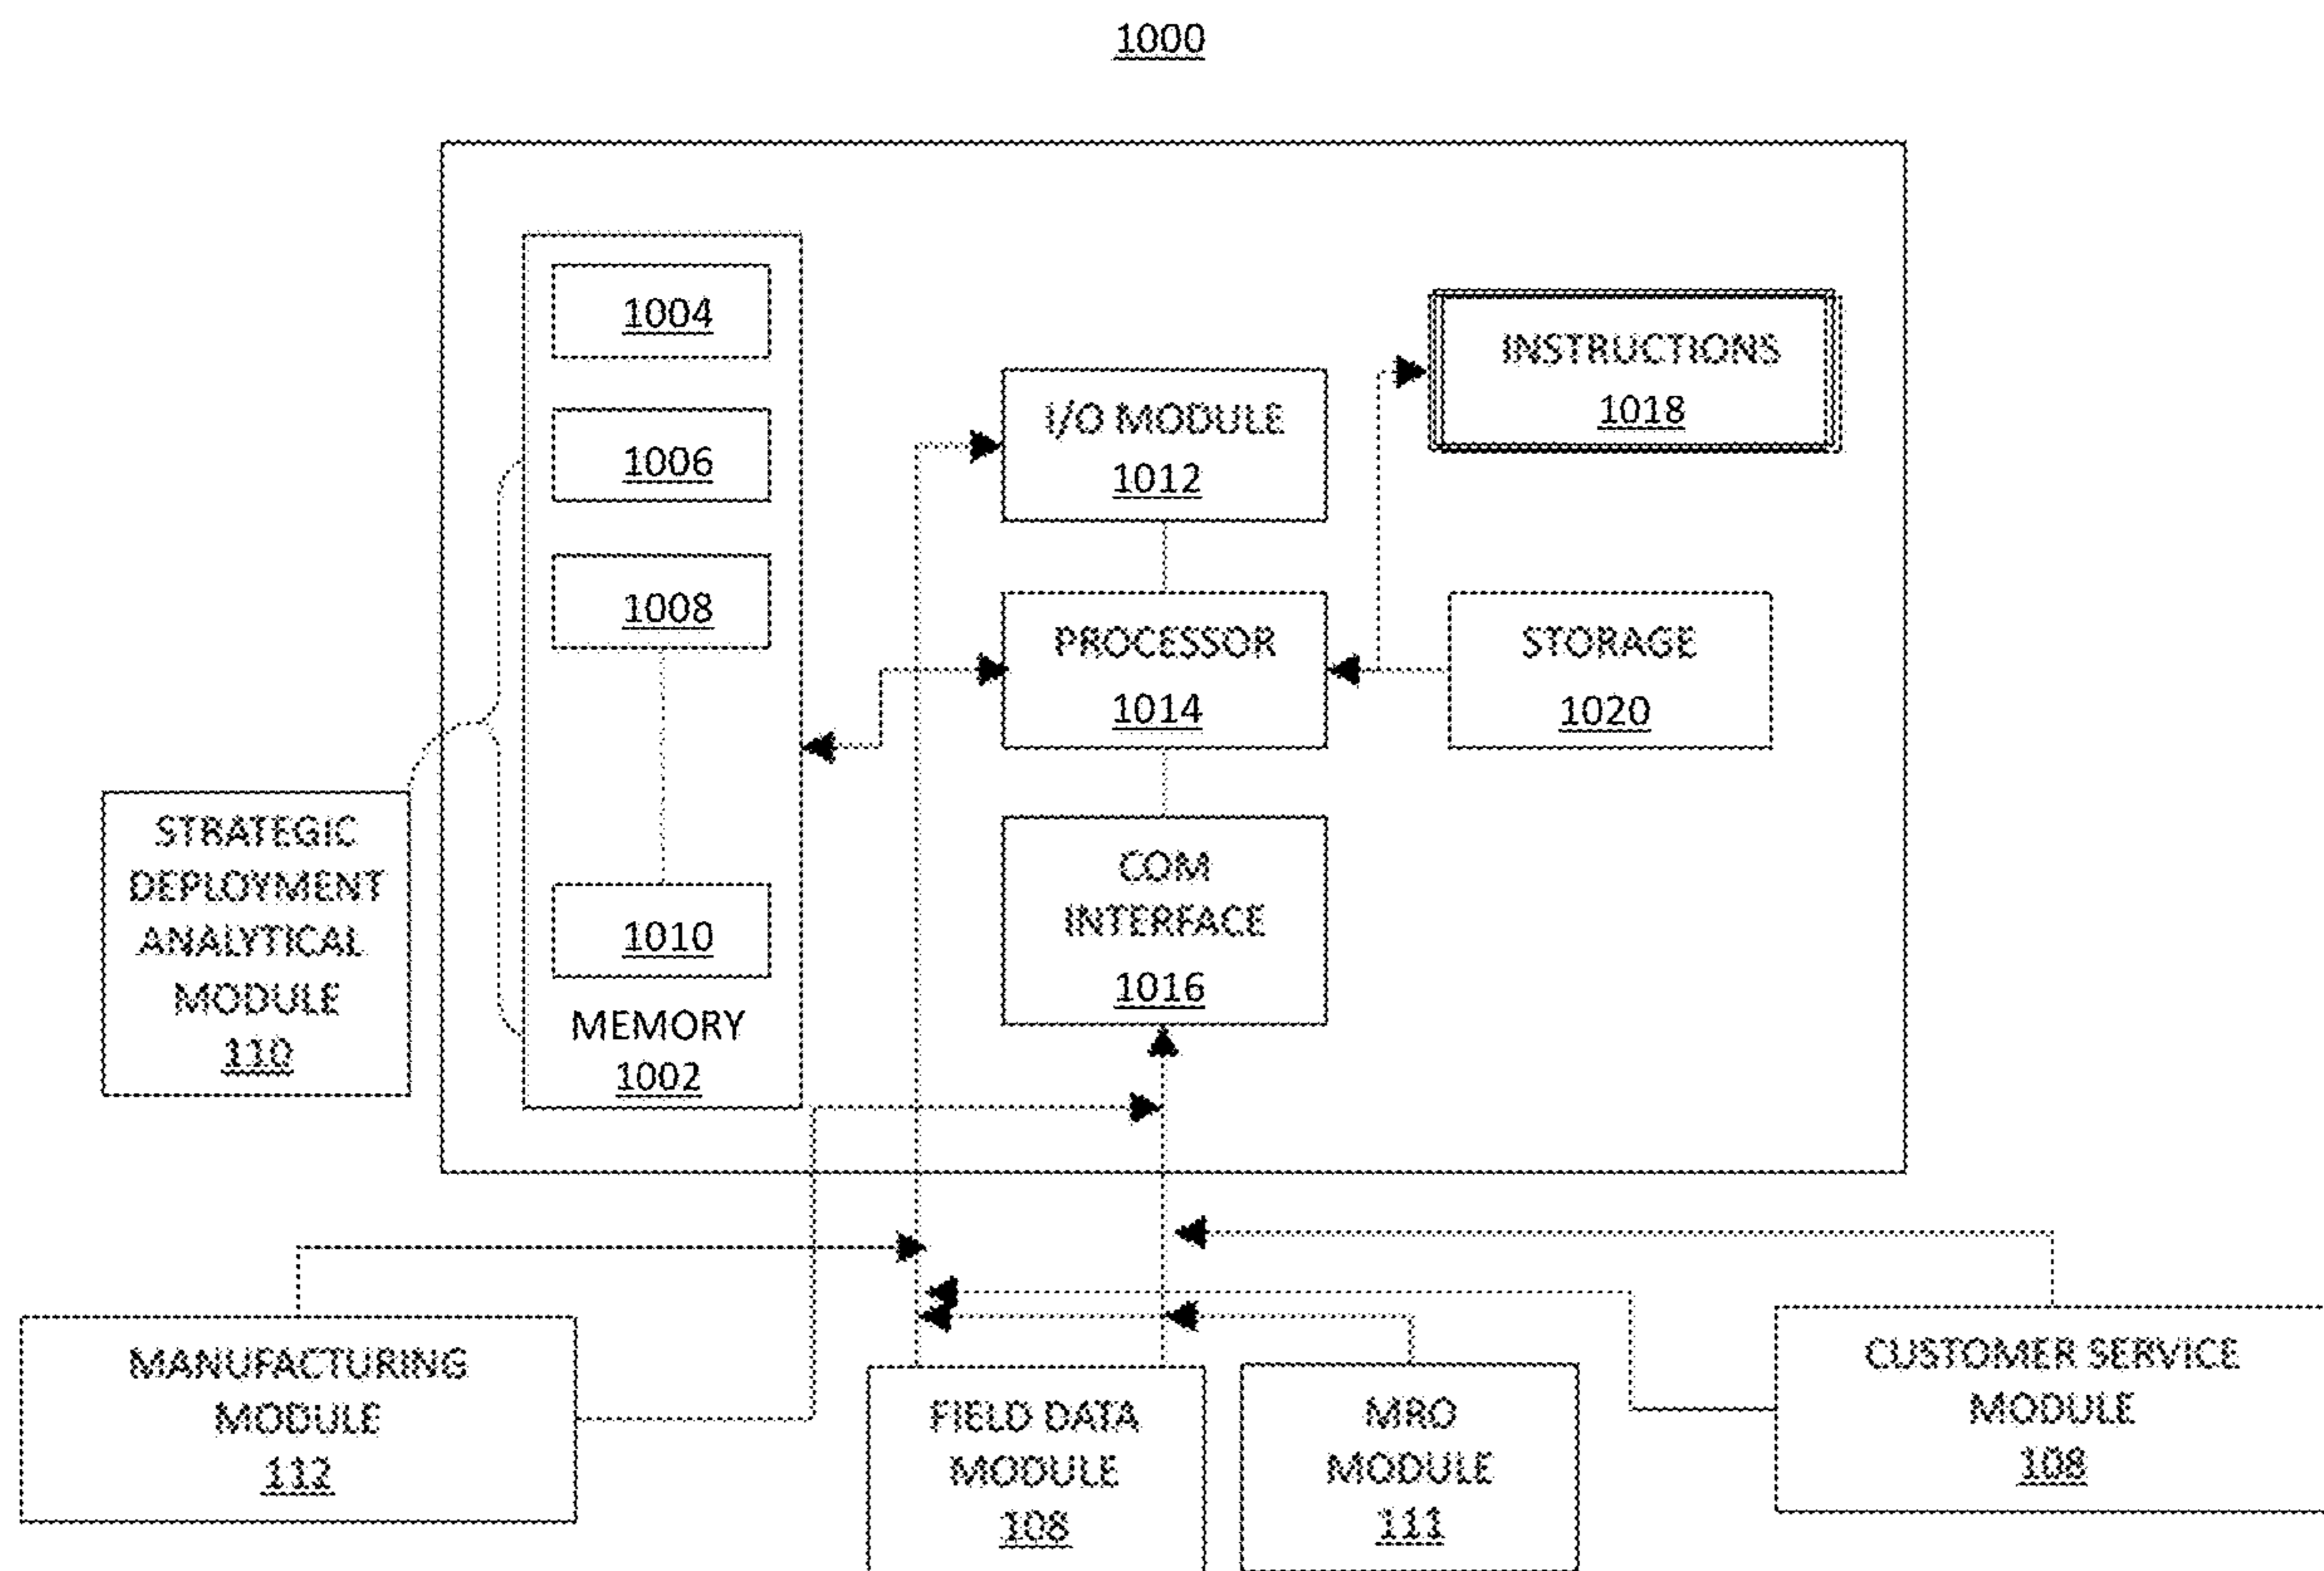 1000
1004
1006
1008
1010
MEMORY
1002
I/O MODULE
1012
PROCESSOR
1014
COM
INTERFACE
1016
INSTRUCTIONS
1018
STORAGE
1020
STRATEGIC
DEPLOYMENT
ANALYTICAL
MODULE
110
MANUFACTURING
MODULE
112
FIELD DATA
MODULE
108
MRO
MODULE
111
CUSTOMER SERVICE
MODULE
108